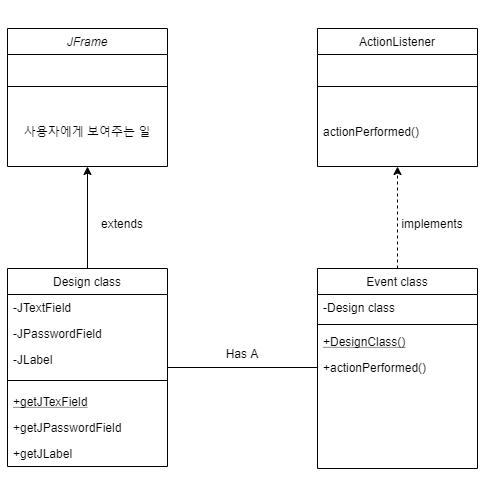 JFrame
사용자에게 보여주는 일
ActionListener
actionPerformed()
extends
implements
Design class
-JTextField
-JPasswordField
-JLabel
+getJTexField
+getJPasswordField
+getJLabel
Has A
Event class
-Design class
+DesignClass()
+actionPerformed()